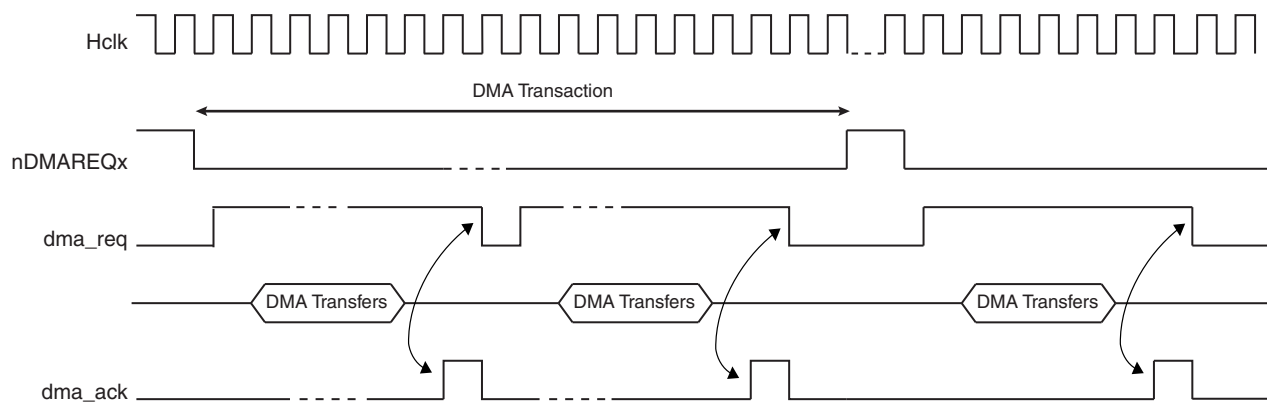 Hclk
DMA Transaction
nDMAREQx
dma_req
DMA Transfers
DMA Transfers
DMA Transfers
dma_ack